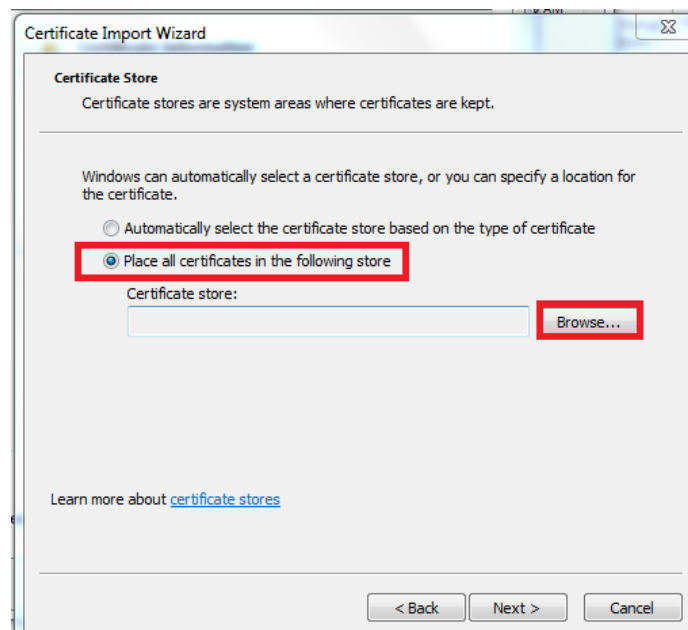 Certificate Import Wizard
Certificate Store
Certificate stores are system areas where certificates are kept.
Windows can automatically select a certificate store, or you can specify a location for
the certificate.
Automatically select the certificate store based on the type of certificate
Place all certificates in the following store
Certificate store:
Browse...
Learn more about certificate stores
< Back Next > Cancel